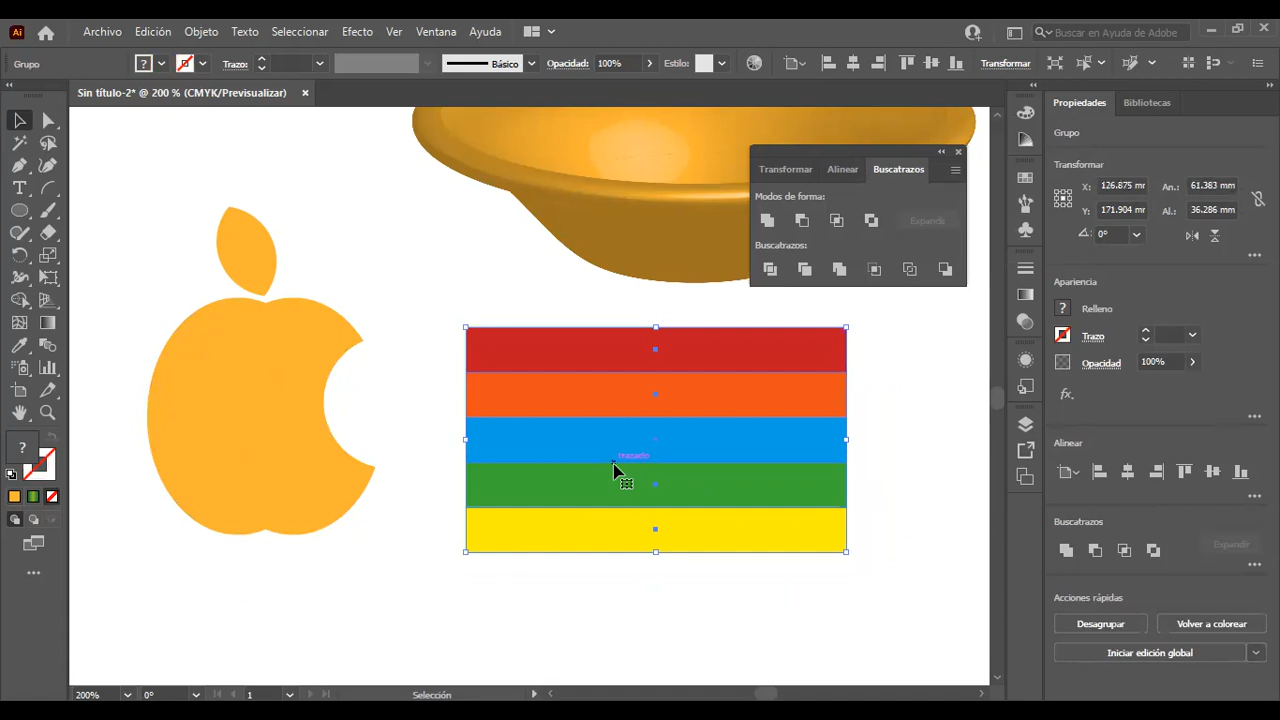 Ai
Archivo Edición Objeto Texto Seleccionar Efecto Ver Ventana Ayuda
Buscar en Ayuda de Adobe
Grupo ? Trazo: Básico Opacidad: 100% Estilo: Transformar
Sin título-2* @ 200 % (CMYK/Previsualizar)
Transformar Alinear Buscatrazos
Modos de forma:
Expandir
Buscatrazos:
trazado
?
Propiedades Bibliotecas
Grupo
Transformar
X: 126.875 mr An.: 61.383 mm
Y: 171.904 mr Al.: 36.286 mm
0°
Apariencia
? Relleno
Trazo
Opacidad 100%
fx.
Alinear
Buscatrazos
Expandir
Acciones rápidas
Desagrupar Volver a colorear
Iniciar edición global
200% 0° 1 Selección